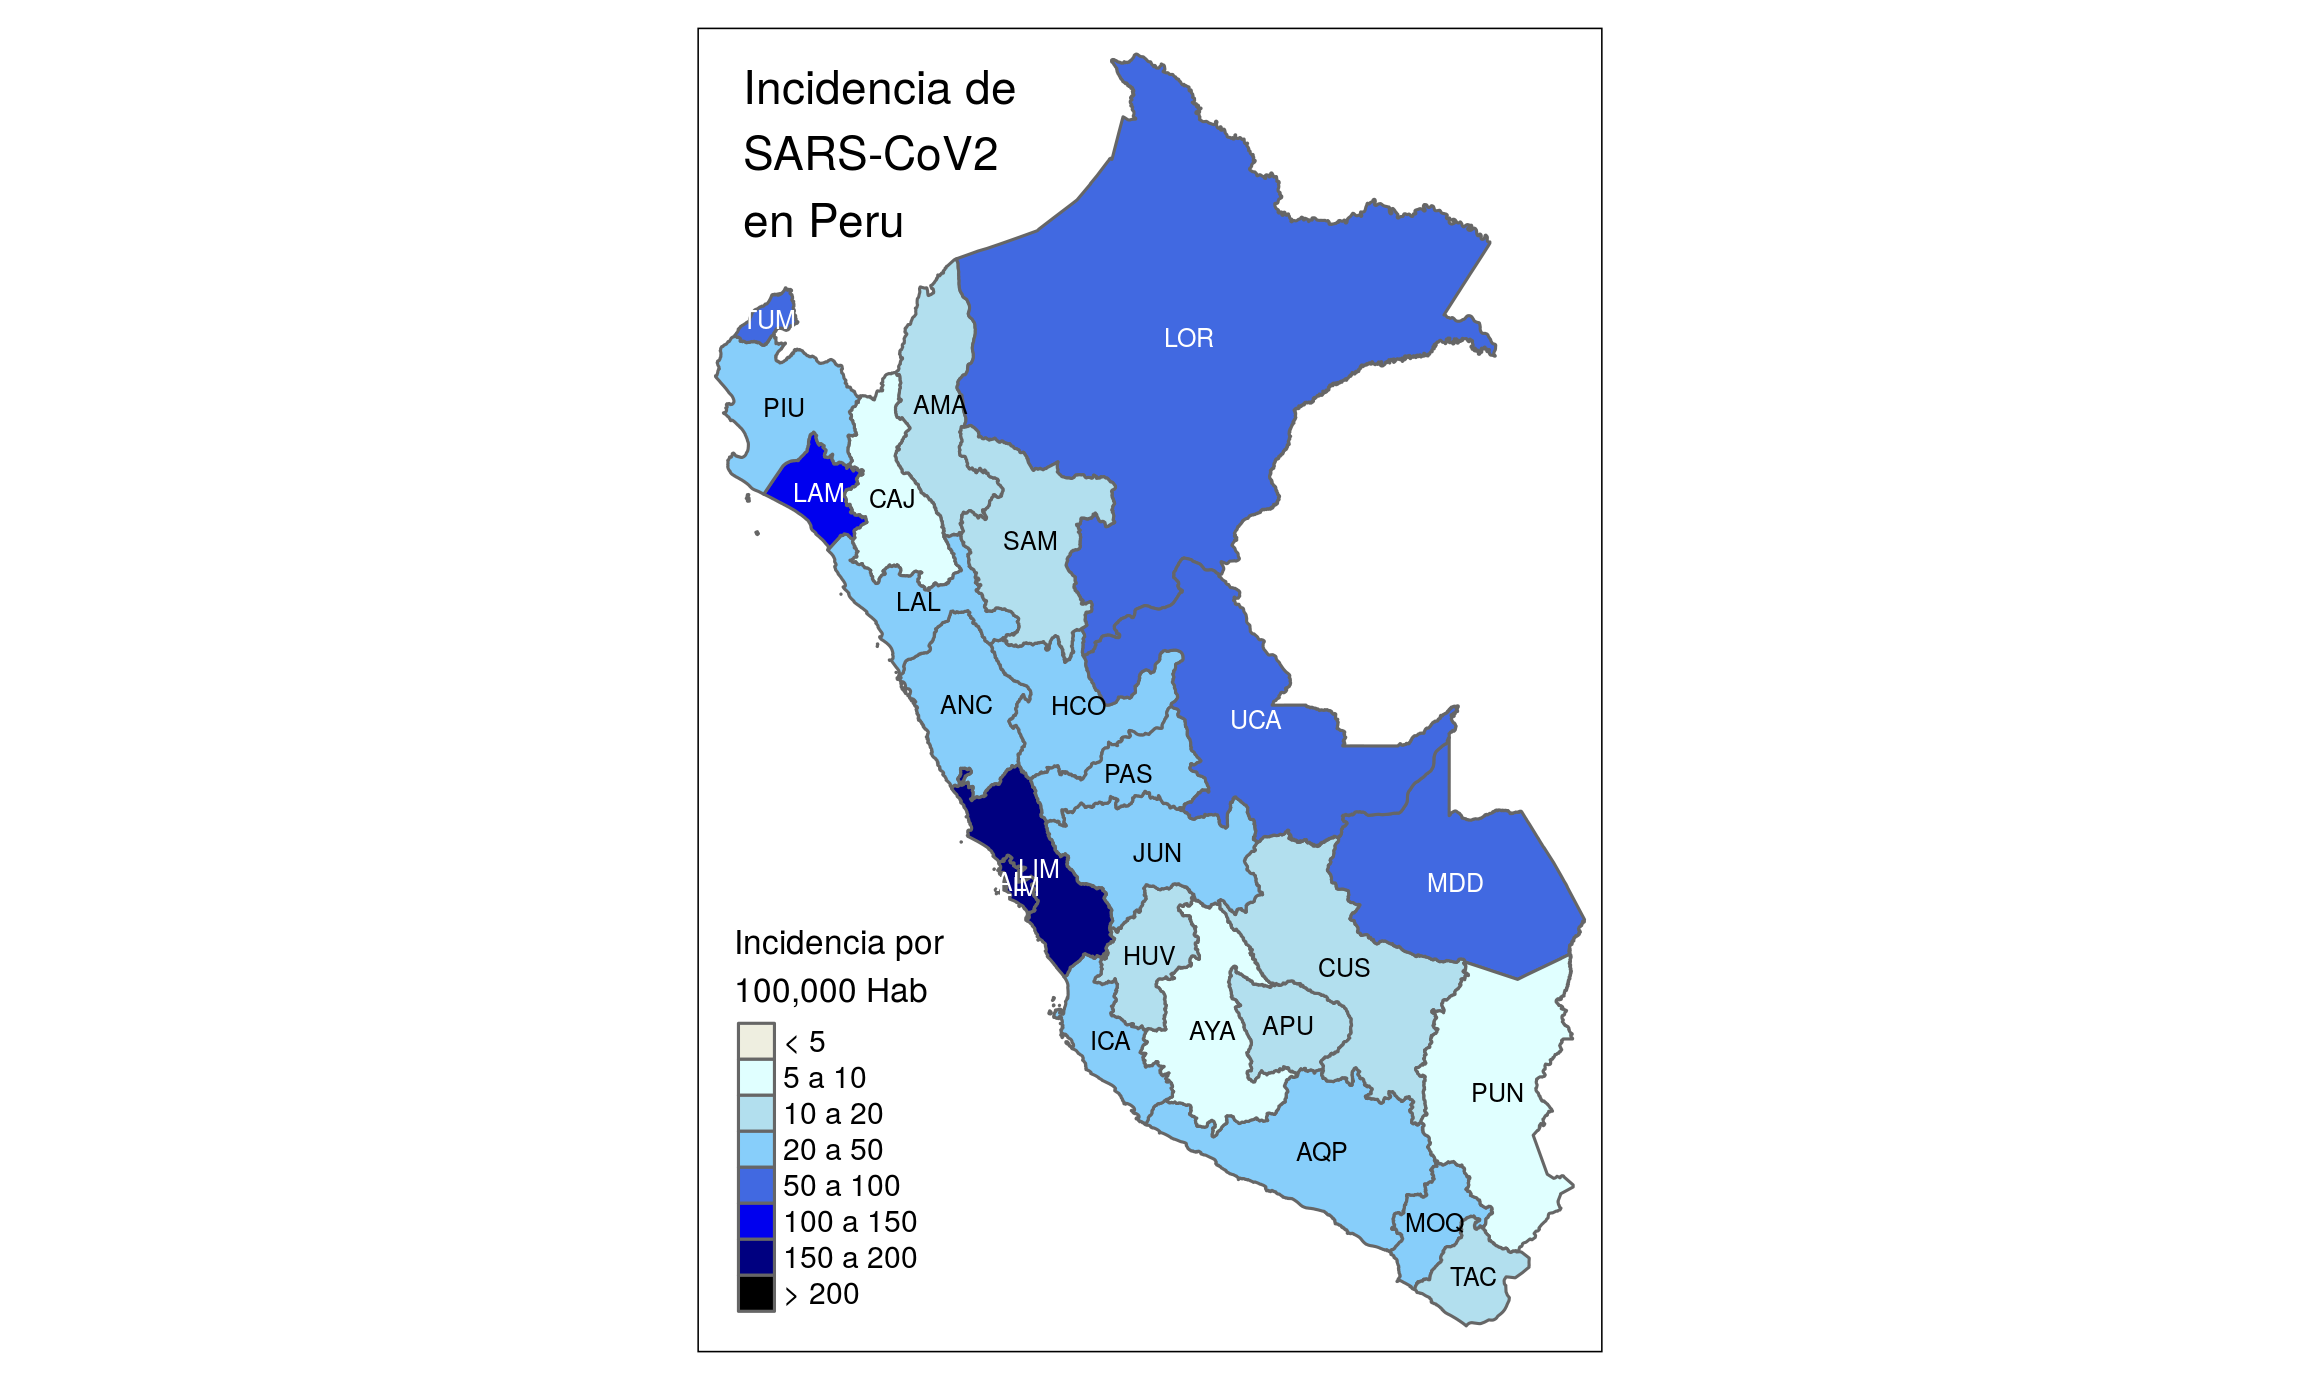 Incidencia de
SARS-CoV2
en Peru
TUM
LOR
PIU
AMA
LAM
CAJ
SAM
LAL
ANC
HCO
UCA
PAS
JUN
LIM
MDD
HUV
CUS
ICA
AYA
APU
PUN
AQP
MOQ
TAC
Incidencia por
100,000 Hab
< 5
5 a 10
10 a 20
20 a 50
50 a 100
100 a 150
150 a 200
> 200